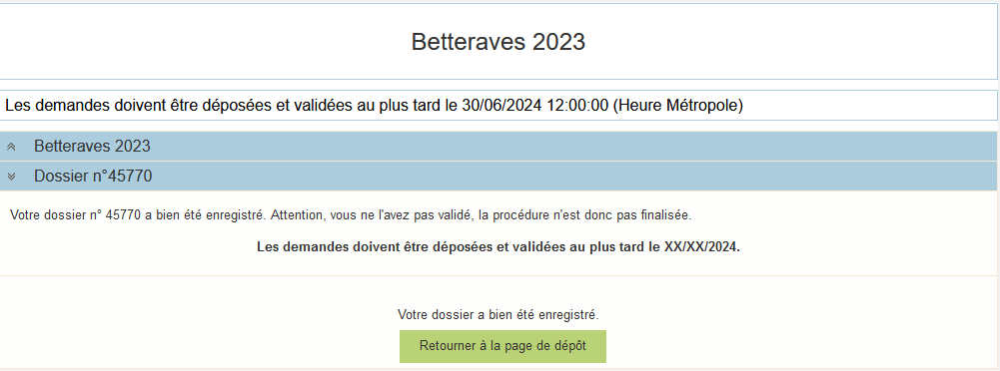 Betteraves 2023
Les demandes doivent être déposées et validées au plus tard le 30/06/2024 12:00:00 (Heure Métropole)
Betteraves 2023
Dossier n°45770
Votre dossier n° 45770 a bien été enregistré. Attention, vous ne l'avez pas validé, la procédure n'est donc pas finalisée.
Les demandes doivent être déposées et validées au plus tard le XX/XX/2024.
Votre dossier a bien été enregistré.
Retourner à la page de dépôt